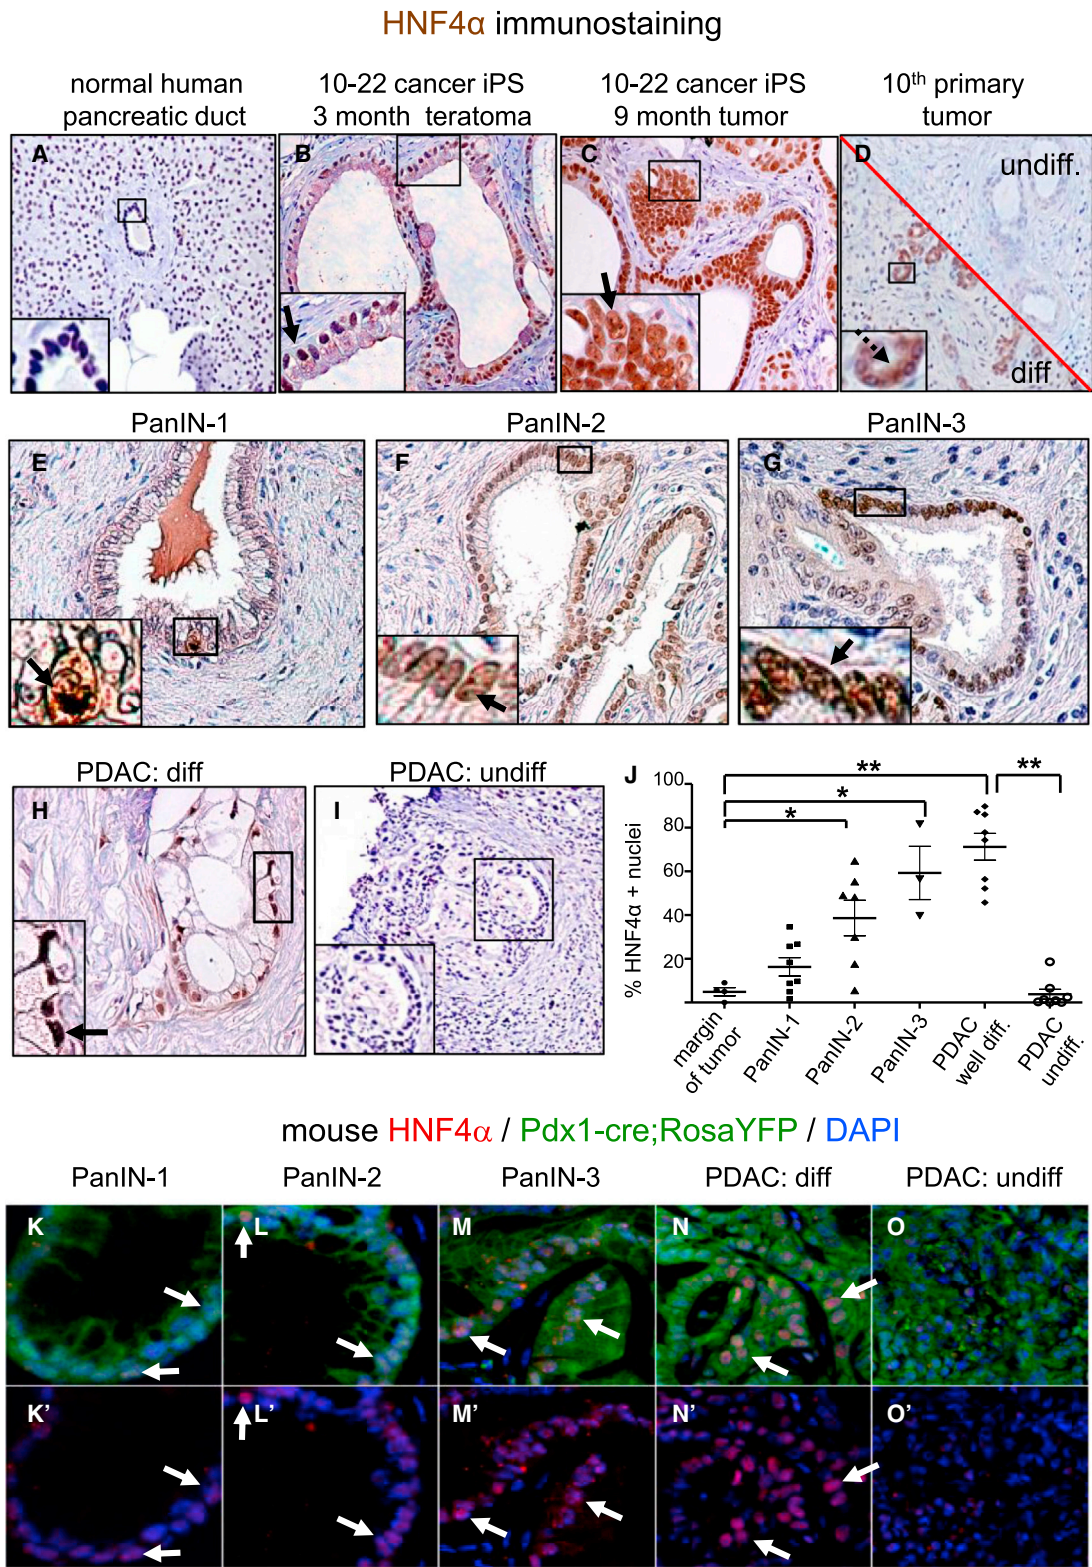 HNF4α immunostaining
normal human
pancreatic duct
10-22 cancer iPS
3 month teratoma
10-22 cancer iPS
9 month tumor
10th primary
tumor
A
B
C
D
undiff.
diff
PanIN-1
PanIN-2
PanIN-3
E
F
G
PDAC: diff
PDAC: undiff
H
I
J
% HNF4α + nuclei
100
80
60
40
20
*
*
**
**
margin
of tumor
PanIN-1
PanIN-2
PanIN-3
PDAC
well diff.
PDAC
undiff.
mouse HNF4α / Pdx1-cre;RosaYFP / DAPI
PanIN-1
PanIN-2
PanIN-3
PDAC: diff
PDAC: undiff
K
L
M
N
O
K'
L'
M'
N'
O'